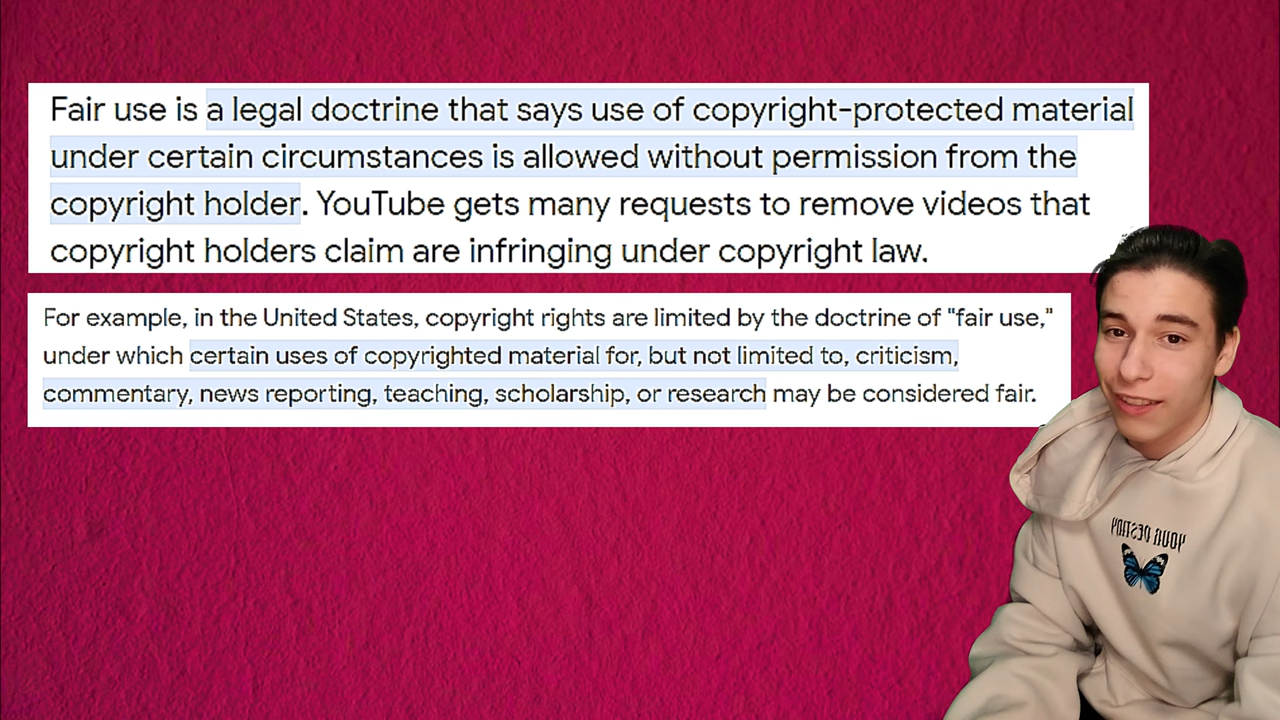 Fair use is a legal doctrine that says use of copyright-protected material
under certain circumstances is allowed without permission from the
copyright holder. YouTube gets many requests to remove videos that
copyright holders claim are infringing under copyright law.
For example, in the United States, copyright rights are limited by the doctrine of “fair use,”
under which certain uses of copyrighted material for, but not limited to, criticism,
commentary, news reporting, teaching, scholarship, or research may be considered fair.
YOUR DESTINY